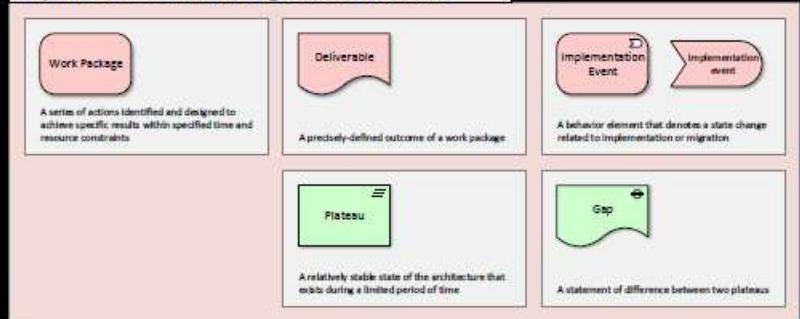 Work Package
A series of actions identified and designed to
achieve specific results within specified time and
resource constraints
Deliverable
A precisely-defined outcome of a work package
Implementation
Event
Implementation
event
A behavior element that denotes a state change
related to implementation or migration
Plateau
A relatively stable state of the architecture that
exists during a limited period of time
Gap
A statement of difference between two plateaus